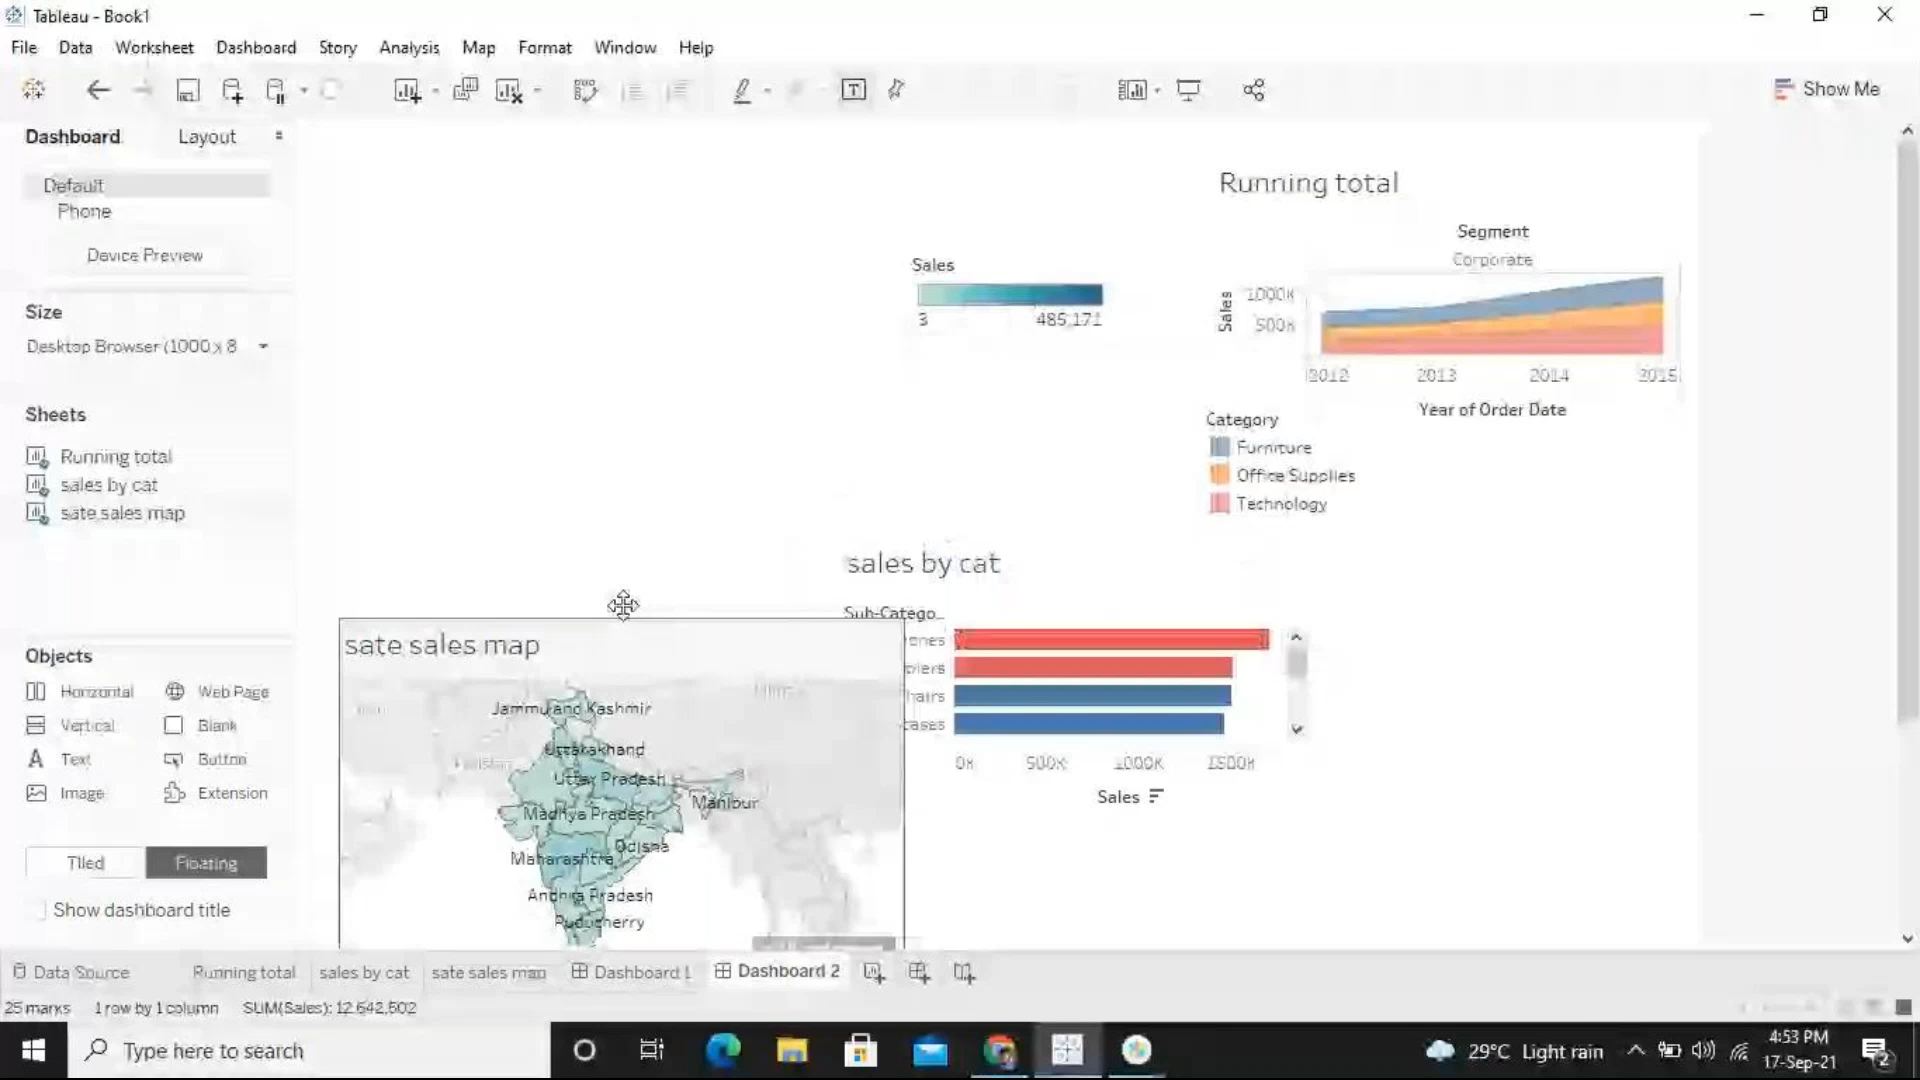 Tableau - Book1
File Data Worksheet Dashboard Story Analysis Map Format Window Help
Show Me
Dashboard Layout
Default
Phone
Device Preview
Size
Desktop Browser (1000 x 8
Sheets
Running total
sales by cat
sate sales map
Objects
Horizontal Web Page
Vertical Blank
Text Button
Image Extension
Tiled Floating
Show dashboard title
Running total
Segment
Corporate
Sales
1000K
500K
2012 2013 2014 2015
Year of Order Date
Sales
3 485,171
Category
Furniture
Office Supplies
Technology
sales by cat
Sub-Catego..
ones
hairs
cases
0K 500K 1000K 1500K
Sales
sate sales map
Jammu and Kashmir
Uttarakhand
Uttar Pradesh
Manipur
Madhya Pradesh
Odisha
Maharashtra
Andhra Pradesh
Puducherry
Pakistan
Data Source Running total sales by cat sate sales map Dashboard 1 Dashboard 2
25 marks 1 row by 1 column SUM(Sales): 12,642,502
Type here to search
29°C Light rain
4:53 PM
17-Sep-21
2